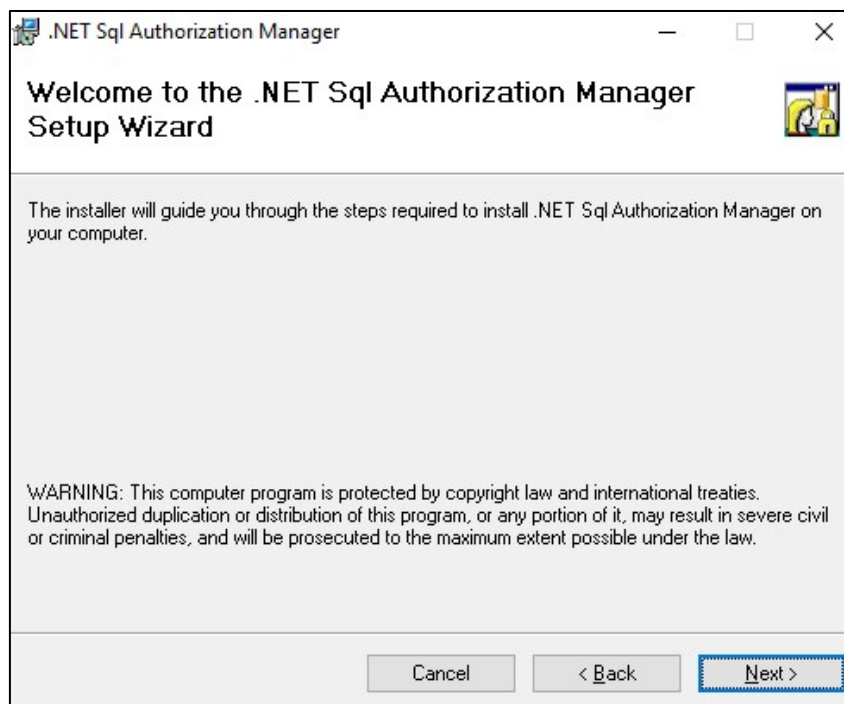 .NET Sql Authorization Manager
Welcome to the .NET Sql Authorization Manager
Setup Wizard
The installer will guide you through the steps required to install .NET Sql Authorization Manager on
your computer.
WARNING: This computer program is protected by copyright law and international treaties.
Unauthorized duplication or distribution of this program, or any portion of it, may result in severe civil
or criminal penalties, and will be prosecuted to the maximum extent possible under the law.
Cancel < Back Next >